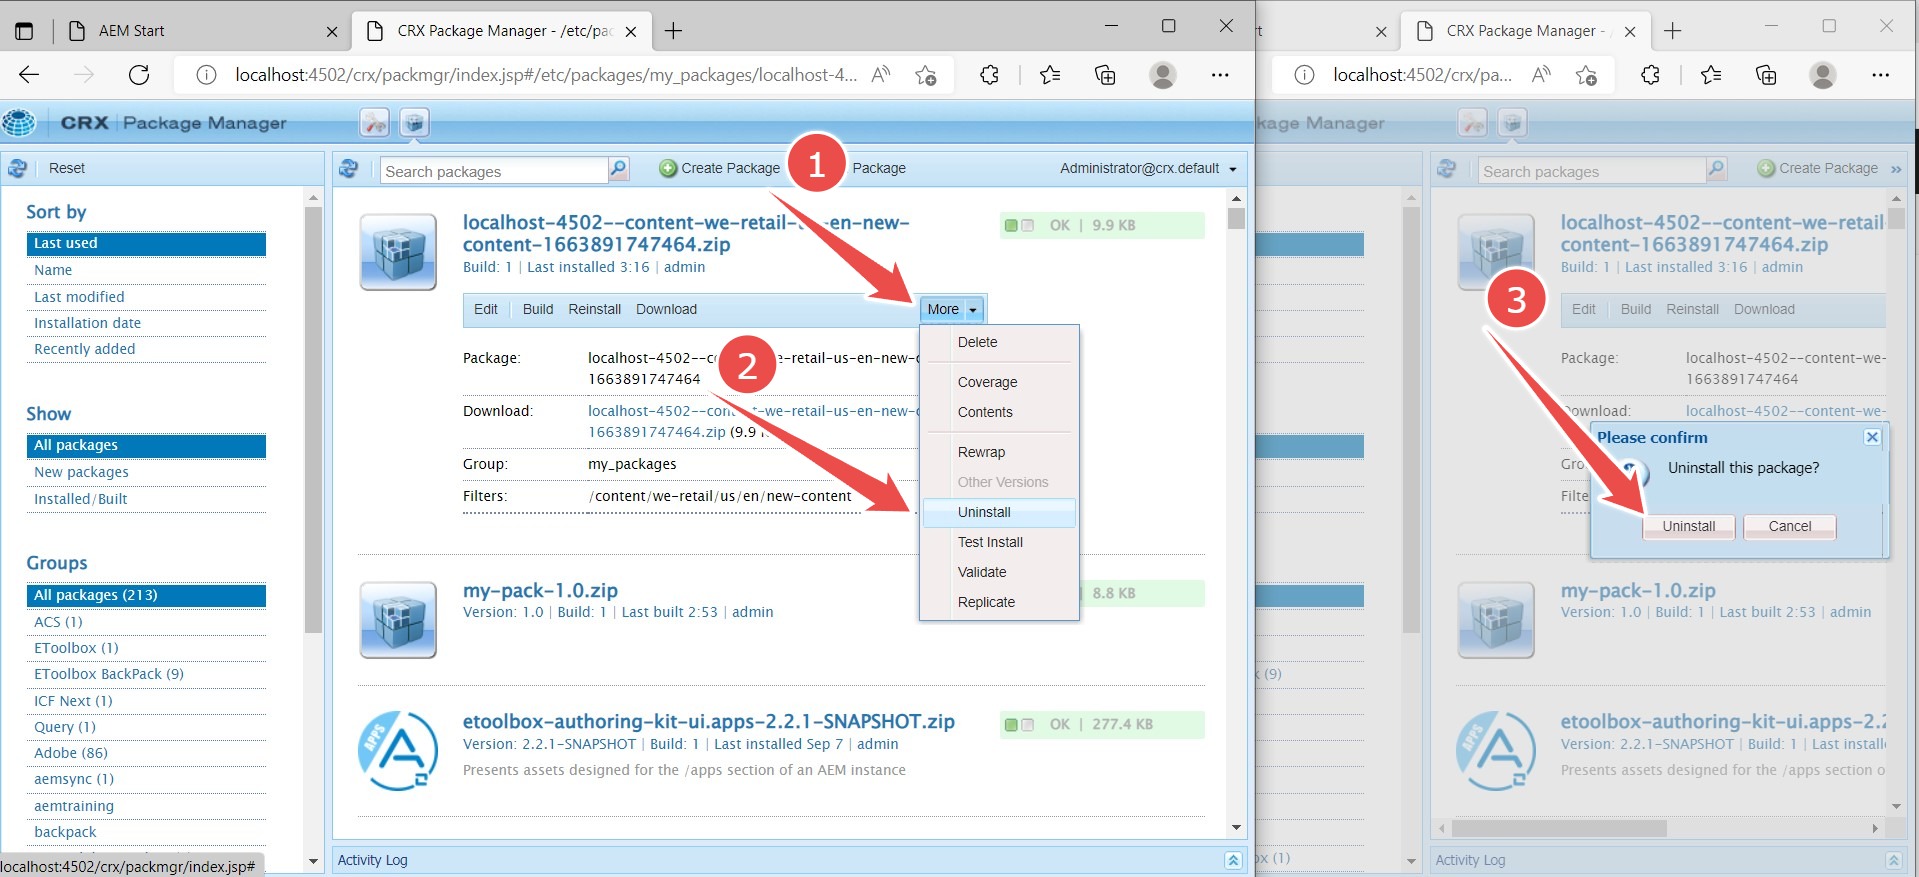 AEM Start
CRX Package Manager - /etc/pac
localhost:4502/crx/packmgr/index.jsp#/etc/packages/my_packages/localhost-4...
CRX | Package Manager
Reset
Sort by
Last used
Name
Last modified
Installation date
Recently added
Show
All packages
New packages
Installed/Built
Groups
All packages (213)
ACS (1)
EToolbox (1)
EToolbox BackPack (9)
ICF Next (1)
Query (1)
Adobe (86)
aemsync (1)
aemtraining
backpack
localhost:4502/crx/packmgr/index.jsp#
Search packages
Create Package
1
Package
Administrator@crx.default
localhost-4502--content-we-retail-us-en-new-
content-1663891747464.zip
Build: 1 | Last installed 3:16 | admin
OK | 9.9 KB
Edit
Build
Reinstall
Download
More
Package:
localhost-4502--co
e-retail-us-en-new-c
1663891747464
2
Download:
localhost-4502--content-we-retail-us-en-new-c
1663891747464.zip (9.9
Group:
my_packages
Filters:
/content/we-retail/us/en/new-content
Delete
Coverage
Contents
Rewrap
Other Versions
Uninstall
Test Install
Validate
Replicate
my-pack-1.0.zip
Version: 1.0 | Build: 1 | Last built 2:53 | admin
8.8 KB
etoolbox-authoring-kit-ui.apps-2.2.1-SNAPSHOT.zip
Version: 2.2.1-SNAPSHOT | Build: 1 | Last installed Sep 7 | admin
Presents assets designed for the /apps section of an AEM instance
OK | 277.4 KB
APPS
Activity Log
rt
CRX Package Manager - /
localhost:4502/crx/pa...
kage Manager
Search packages
Create Package
»
localhost-4502--content-we-retail
content-1663891747464.zip
Build: 1 | Last installed 3:16 | admin
3
Edit
Build
Reinstall
Download
Package:
localhost-4502--content-we-
1663891747464
Download:
localhost-4502--content-we-
Gro
Filte
Please confirm
Uninstall this package?
Uninstall
Cancel
my-pack-1.0.zip
Version: 1.0 | Build: 1 | Last built 2:53 | admin
k (9)
etoolbox-authoring-kit-ui.apps-2.2
Version: 2.2.1-SNAPSHOT | Build: 1 | Last install
Presents assets designed for the /apps section o
APPS
ox (1)
Activity Log